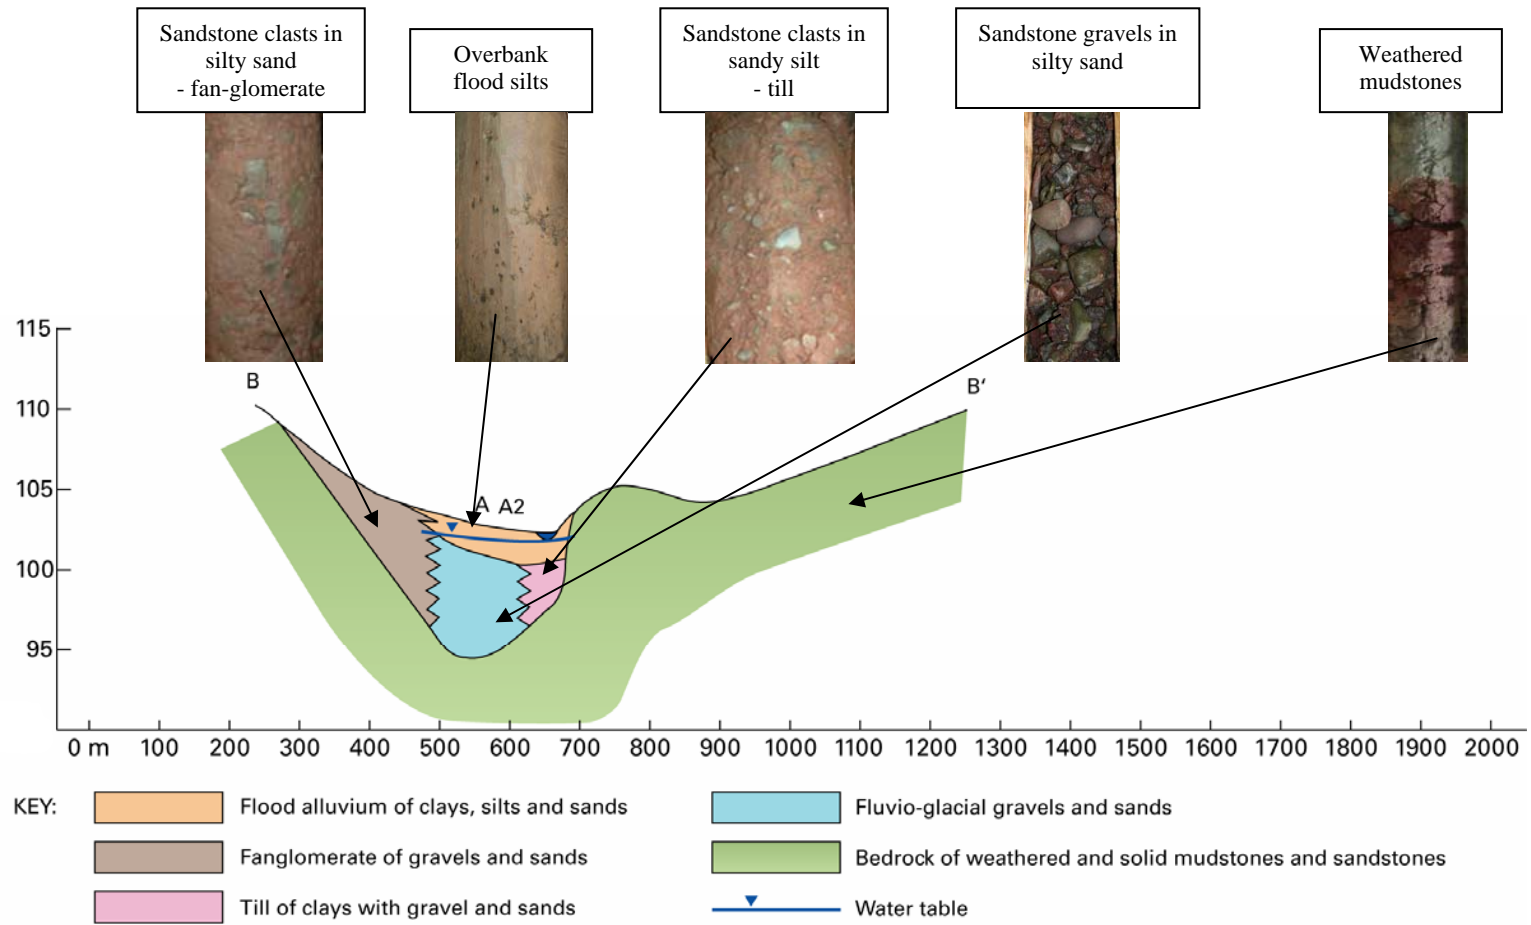 Sandstone clasts in
silty sand
- fan-glomerate
Overbank
flood silts
Sandstone clasts in
sandy silt
- till
Sandstone gravels in
silty sand
Weathered
mudstones
115
110
105
100
95
B
A A2
B‘
0 m 100 200 300 400 500 600 700 800 900 1000 1100 1200 1300 1400 1500 1600 1700 1800 1900 2000
KEY:
Flood alluvium of clays, silts and sands
Fanglomerate of gravels and sands
Till of clays with gravel and sands
Fluvio-glacial gravels and sands
Bedrock of weathered and solid mudstones and sandstones
Water table